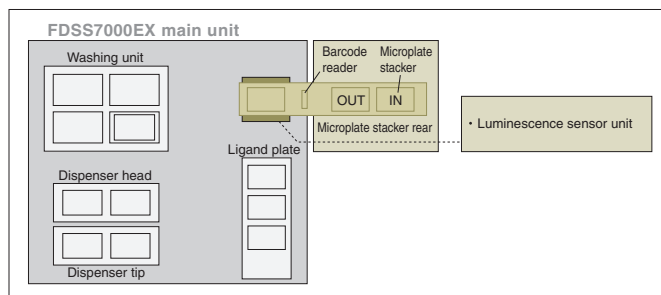 FDSS7000EX main unit
Washing unit
Barcode
reader
Microplate
stacker
OUT
IN
Microplate stacker rear
・Luminescence sensor unit
Ligand plate
Dispenser head
Dispenser tip